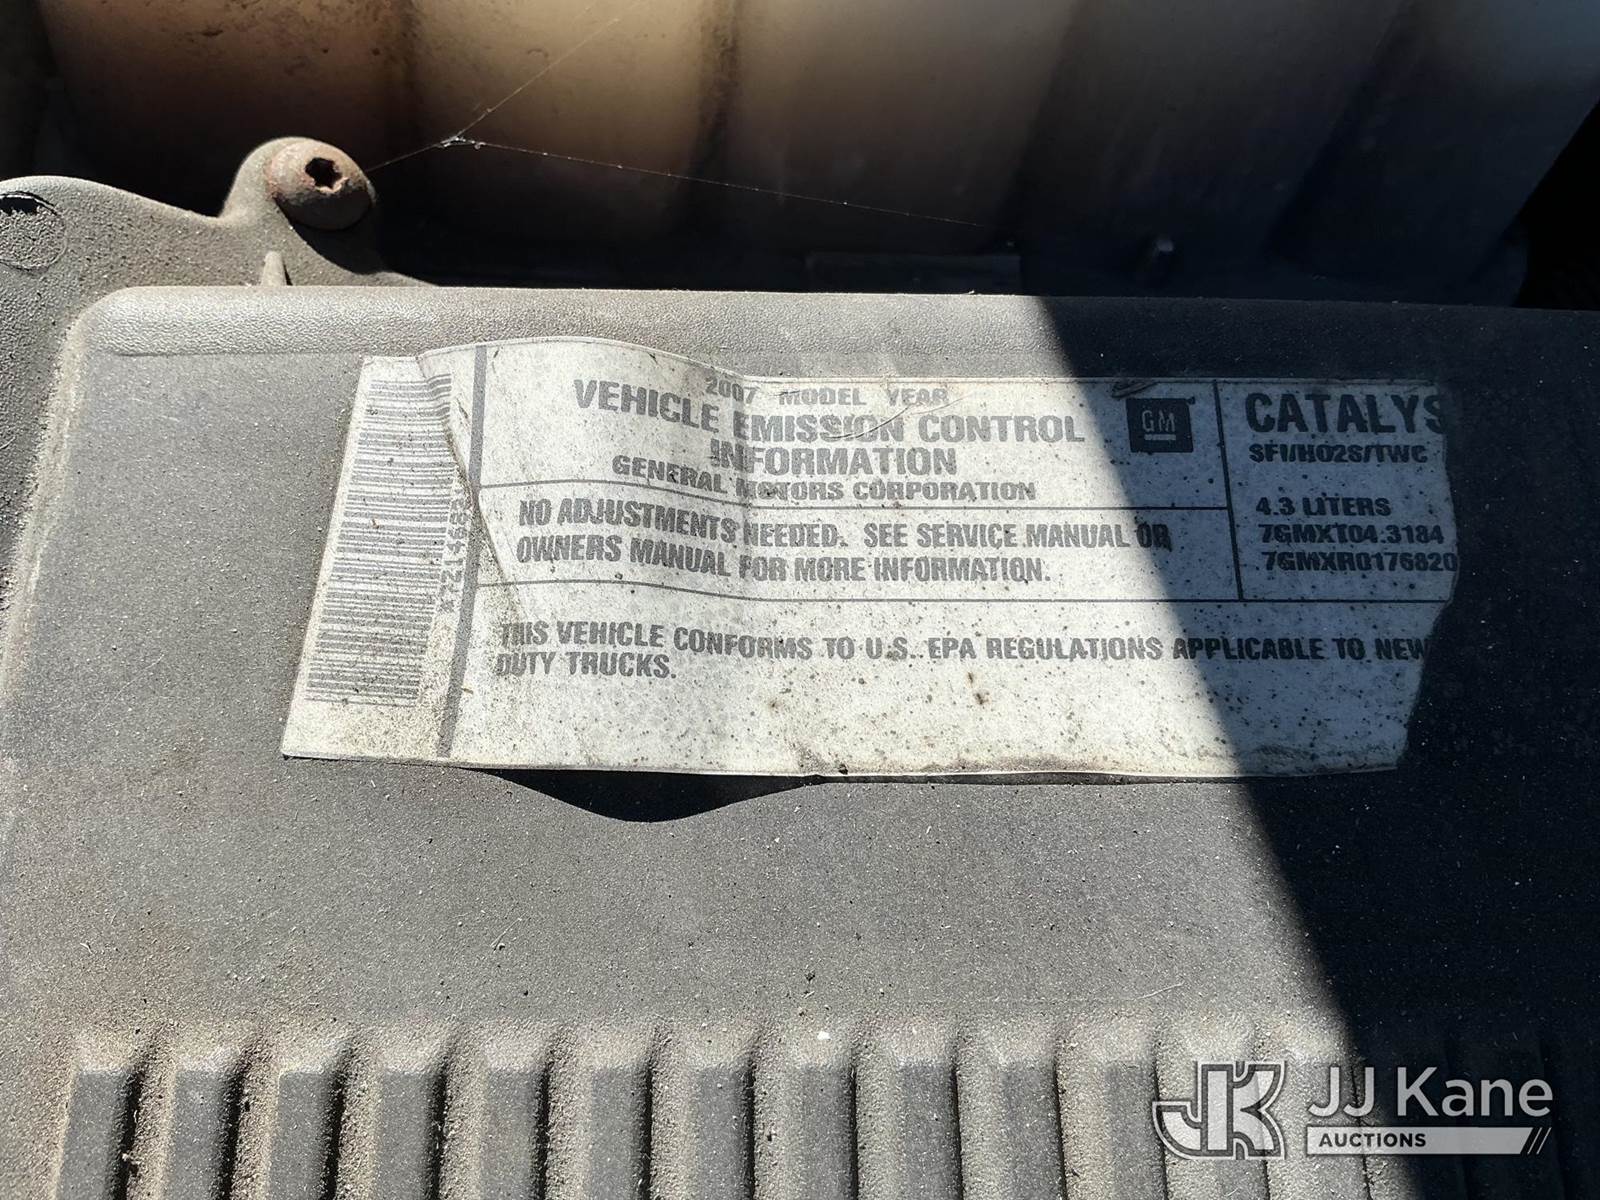 2007 MODEL YEAR
VEHICLE EMISSION CONTROL
INFORMATION
GENERAL MOTORS CORPORATION
GM
NO ADJUSTMENTS NEEDED. SEE SERVICE MANUAL OR
OWNERS MANUAL FOR MORE INFORMATION.
THIS VEHICLE CONFORMS TO U.S. EPA REGULATIONS APPLICABLE TO NEW
DUTY TRUCKS.
CATALYS
SFI/HO2S/TWC
4.3 LITERS
7GMXT04.3184
7GMXR0176820
JK JJ Kane
AUCTIONS